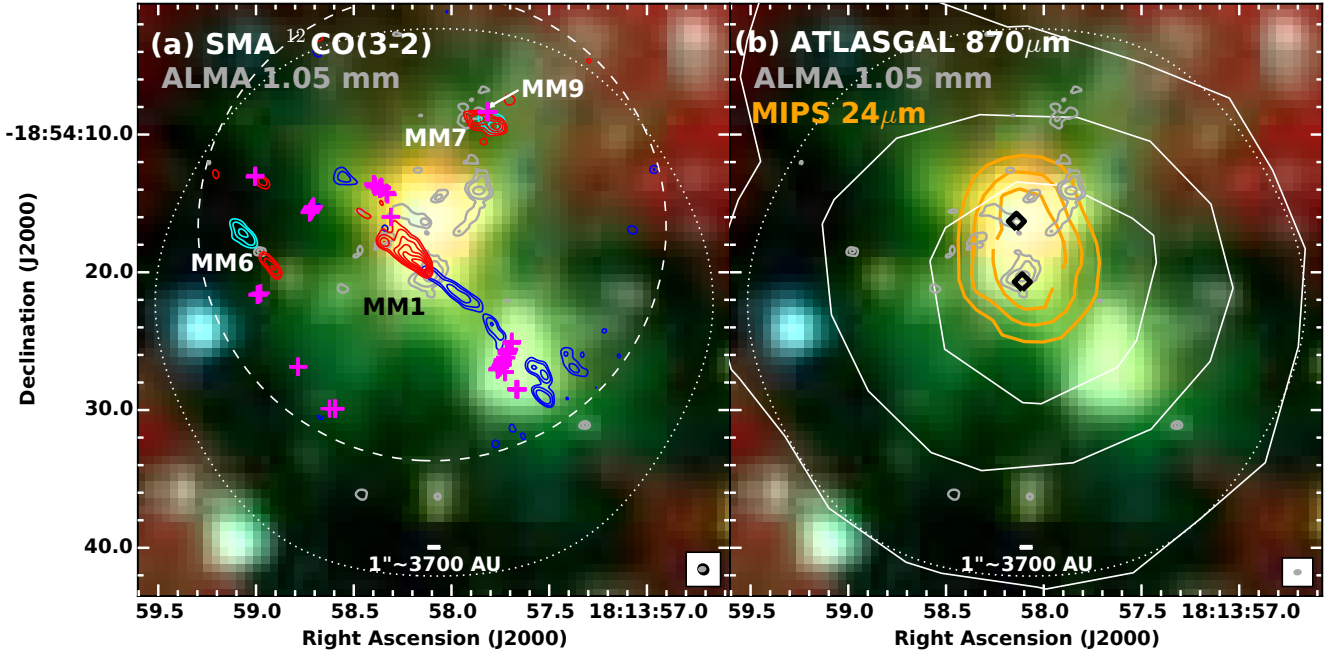 (a) SMA ¹²CO(3-2)
ALMA 1.05 mm
MM9
MM7
MM6
MM1
1"~3700 AU
-18:54:10.0
20.0
30.0
40.0
Declination (J2000)
59.5 59.0 58.5 58.0 57.5 18:13:57.0
Right Ascension (J2000)
(b) ATLASGAL 870μm
ALMA 1.05 mm
MIPS 24μm
1"~3700 AU
59.5 59.0 58.5 58.0 57.5 18:13:57.0
Right Ascension (J2000)